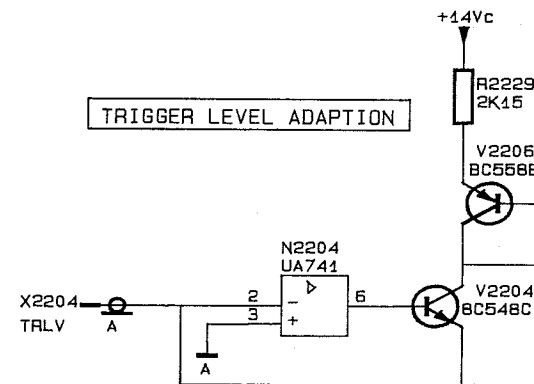 +14Vc
R2229
2K15
TRIGGER LEVEL ADAPTION
V2206
BC558B
N2204
UA741
X2204
TRLV
A
2
3
6
A
V2204
BC548C